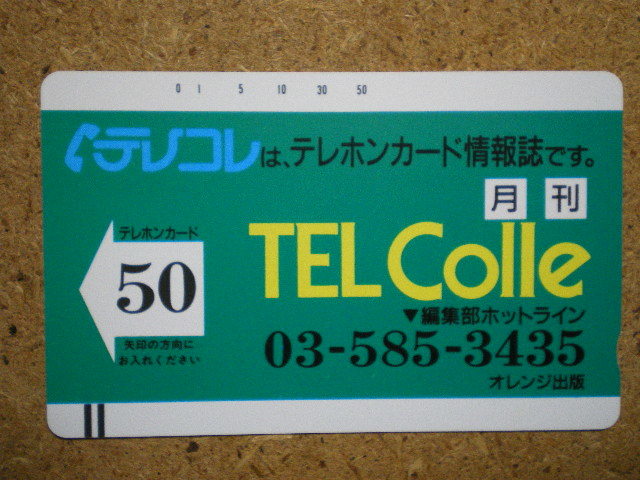 0 1 5 10 30 50
テレコレは、テレホンカード情報誌です。
月刊
TEL Colle
テレホンカード
50
矢印の方向に
お入れください
▼編集部ホットライン
03-585-3435
オレンジ出版